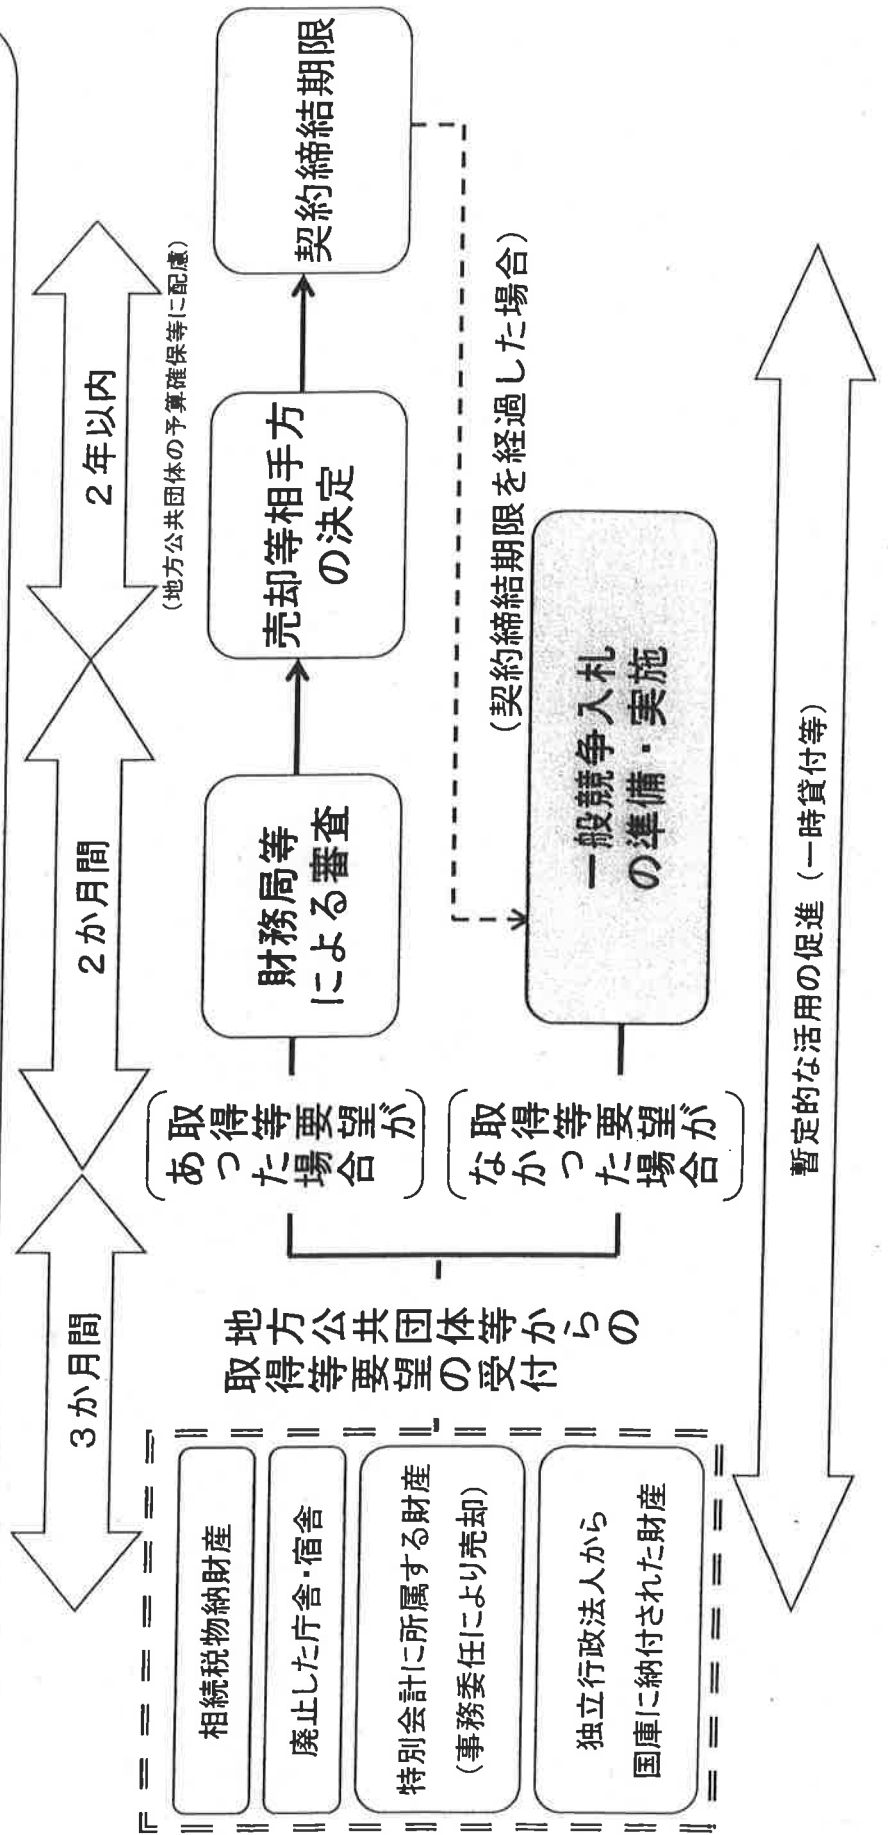 3か月間
2か月間
2年以内
(地方公共団体の予算確保等に配慮)
相続税物納財産
廃止した庁舎・宿舎
特別会計に所属する財産
(事務委任により売却)
独立行政法人から
国庫に納付された財産
地方公共団体等からの
取得等要望の受付
取得等要望が
あった場合
財務局等
による審査
売却等相手方
の決定
契約締結期限
(契約締結期限を経過した場合)
取得等要望が
なかった場合
一般競争入札
の準備・実施
暫定的な活用の促進(一時貸付等)